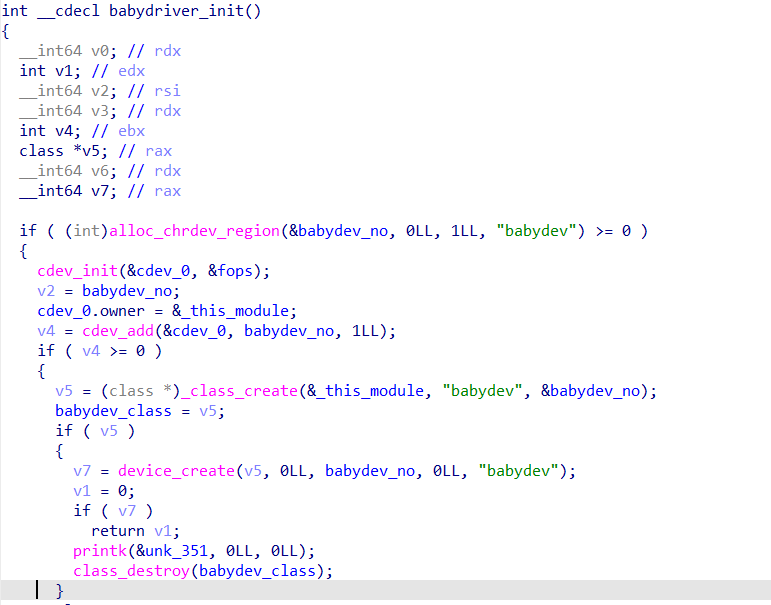 int __cdecl babydriver_init()
{
  __int64 v0; // rdx
  int v1; // edx
  __int64 v2; // rsi
  __int64 v3; // rdx
  int v4; // ebx
  class *v5; // rax
  __int64 v6; // rdx
  __int64 v7; // rax

  if ( (int)alloc_chrdev_region(&babydev_no, 0LL, 1LL, "babydev") >= 0 )
  {
    cdev_init(&cdev_0, &fops);
    v2 = babydev_no;
    cdev_0.owner = &_this_module;
    v4 = cdev_add(&cdev_0, babydev_no, 1LL);
    if ( v4 >= 0 )
    {
      v5 = (class *)_class_create(&_this_module, "babydev", &babydev_no);
      babydev_class = v5;
      if ( v5 )
      {
        v7 = device_create(v5, 0LL, babydev_no, 0LL, "babydev");
        v1 = 0;
        if ( v7 )
          return v1;
        printk(&unk_351, 0LL, 0LL);
        class_destroy(babydev_class);
      }